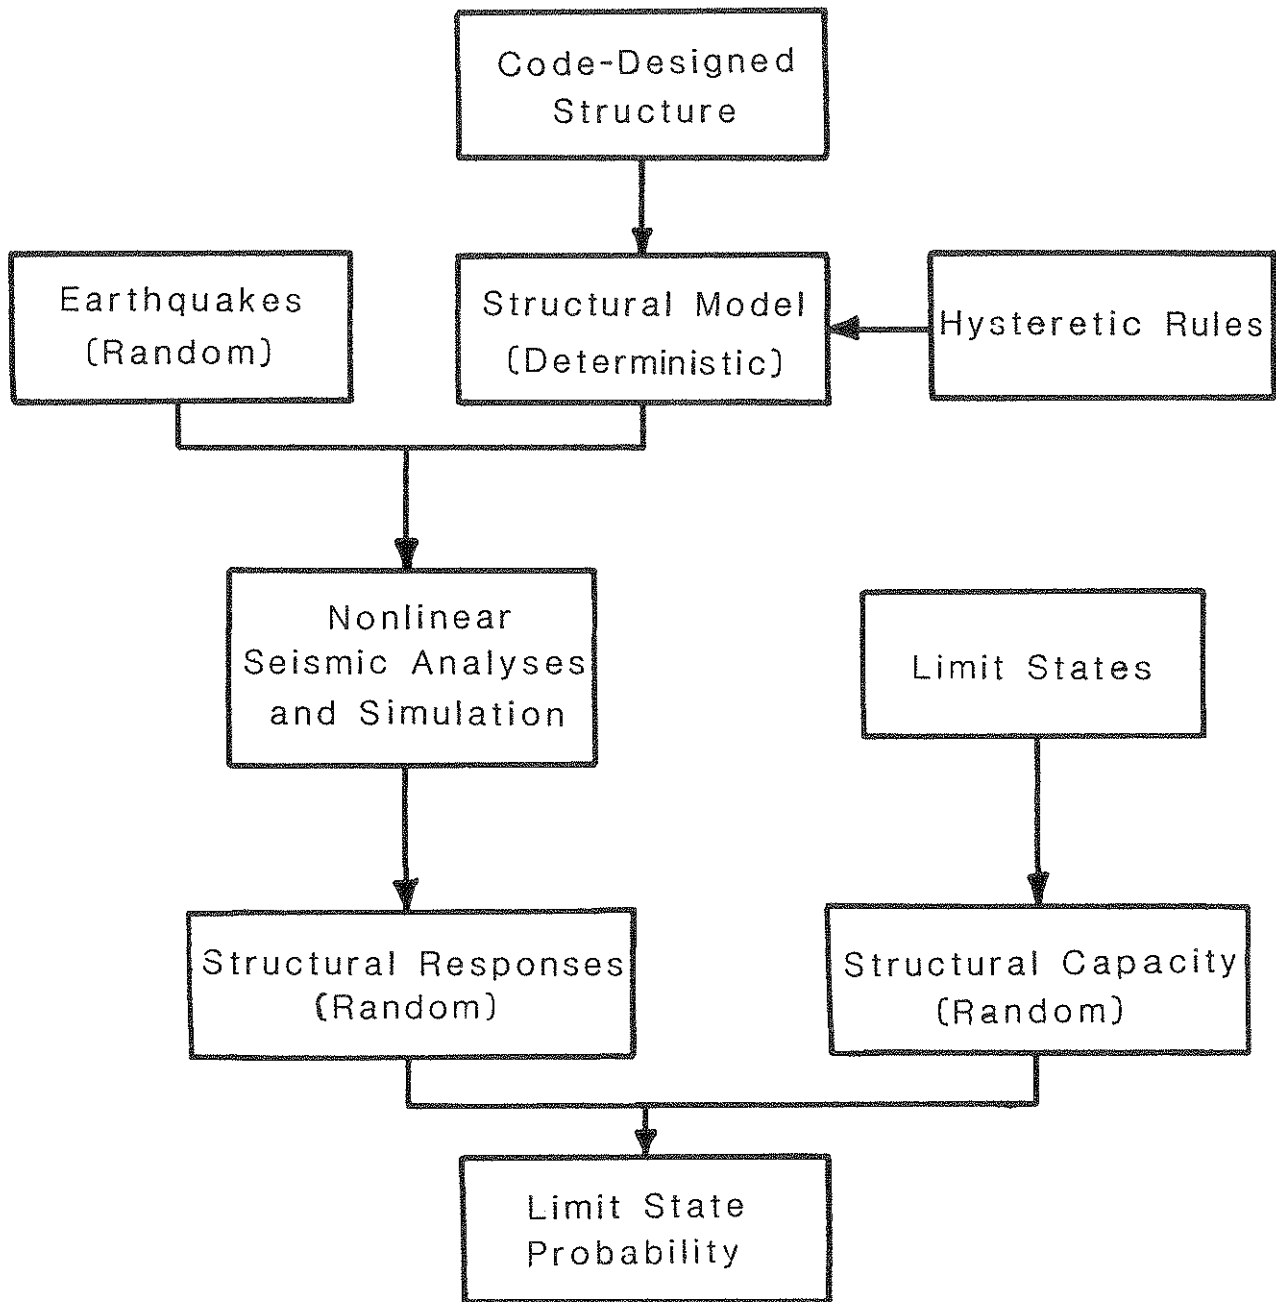 Code-Designed
Structure
Earthquakes
(Random)
Structural Model
(Deterministic)
Hysteretic Rules
Nonlinear
Seismic Analyses
and Simulation
Limit States
Structural Responses
(Random)
Structural Capacity
(Random)
Limit State
Probability